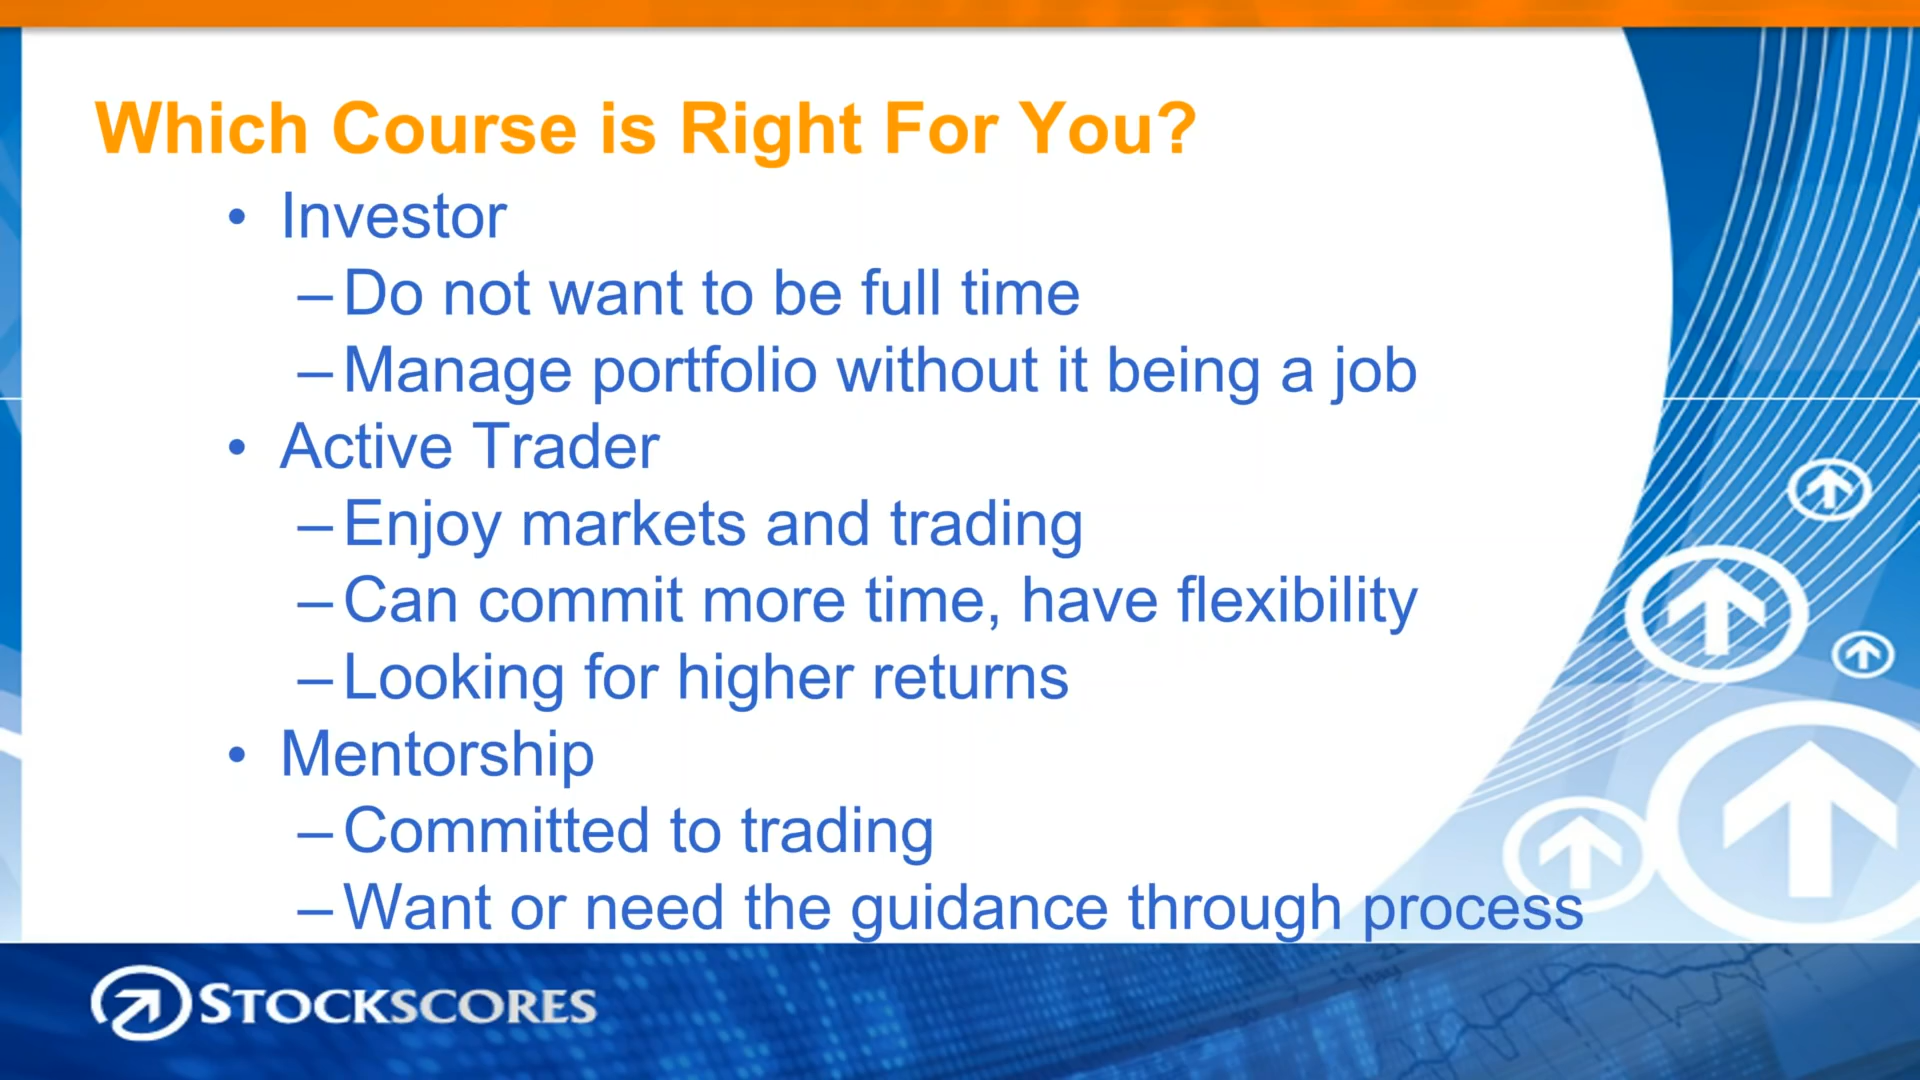 Which Course is Right For You?
• Investor
– Do not want to be full time
– Manage portfolio without it being a job
• Active Trader
– Enjoy markets and trading
– Can commit more time, have flexibility
– Looking for higher returns
• Mentorship
– Committed to trading
– Want or need the guidance through process
STOCKSCORES